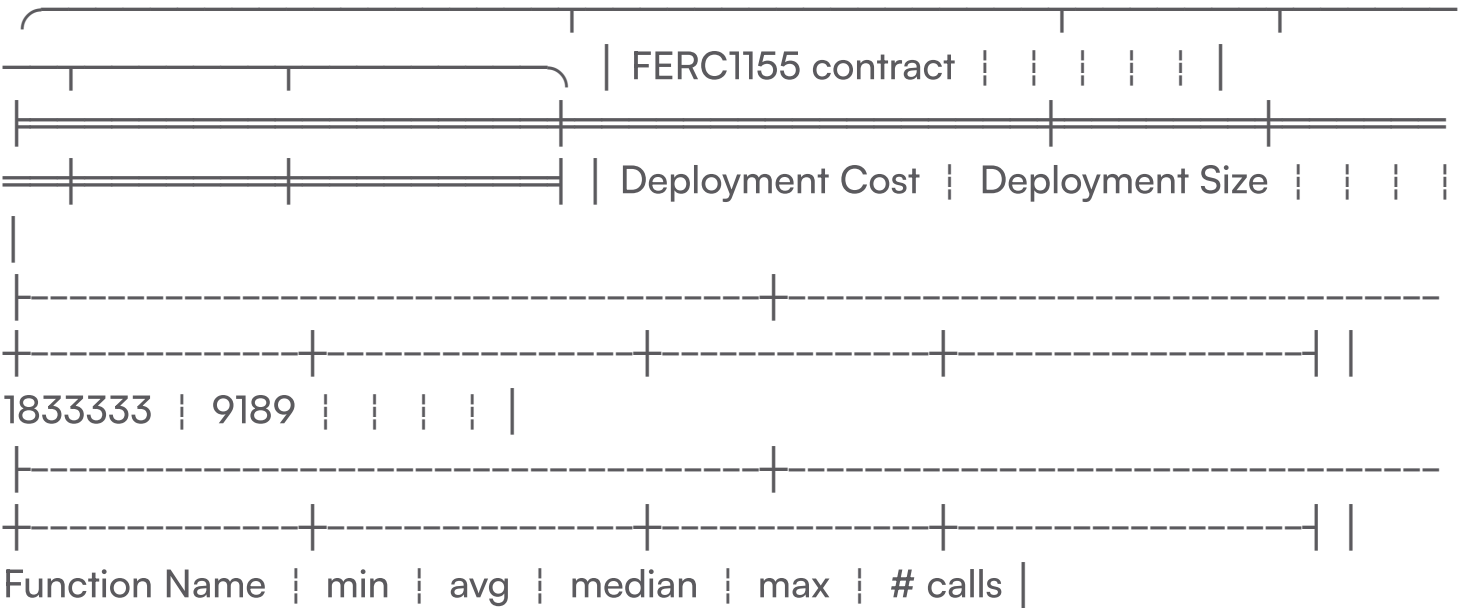 ╭───────────────────────┬─────────────────┬────────┬──────
──┬────────┬─────────╮ │ FERC1155 contract ┆ ┆ ┆ ┆ ┆ │
╞═══════════════════════╪═════════════════╪════════╪══════
══╪════════╪═════════╡ │ Deployment Cost ┆ Deployment Size ┆ ┆ ┆ ┆
│
├╌╌╌╌╌╌╌╌╌╌╌╌╌╌╌╌╌╌╌╌╌╌╌┼╌╌╌╌╌╌╌╌╌╌╌╌╌╌╌╌╌
┼╌╌╌╌╌╌╌╌┼╌╌╌╌╌╌╌╌┼╌╌╌╌╌╌╌╌┼╌╌╌╌╌╌╌╌╌┤ │
1833333 ┆ 9189 ┆ ┆ ┆ ┆ │
├╌╌╌╌╌╌╌╌╌╌╌╌╌╌╌╌╌╌╌╌╌╌╌┼╌╌╌╌╌╌╌╌╌╌╌╌╌╌╌╌╌
┼╌╌╌╌╌╌╌╌┼╌╌╌╌╌╌╌╌┼╌╌╌╌╌╌╌╌┼╌╌╌╌╌╌╌╌╌┤ │
Function Name ┆ min ┆ avg ┆ median ┆ max ┆ # calls │